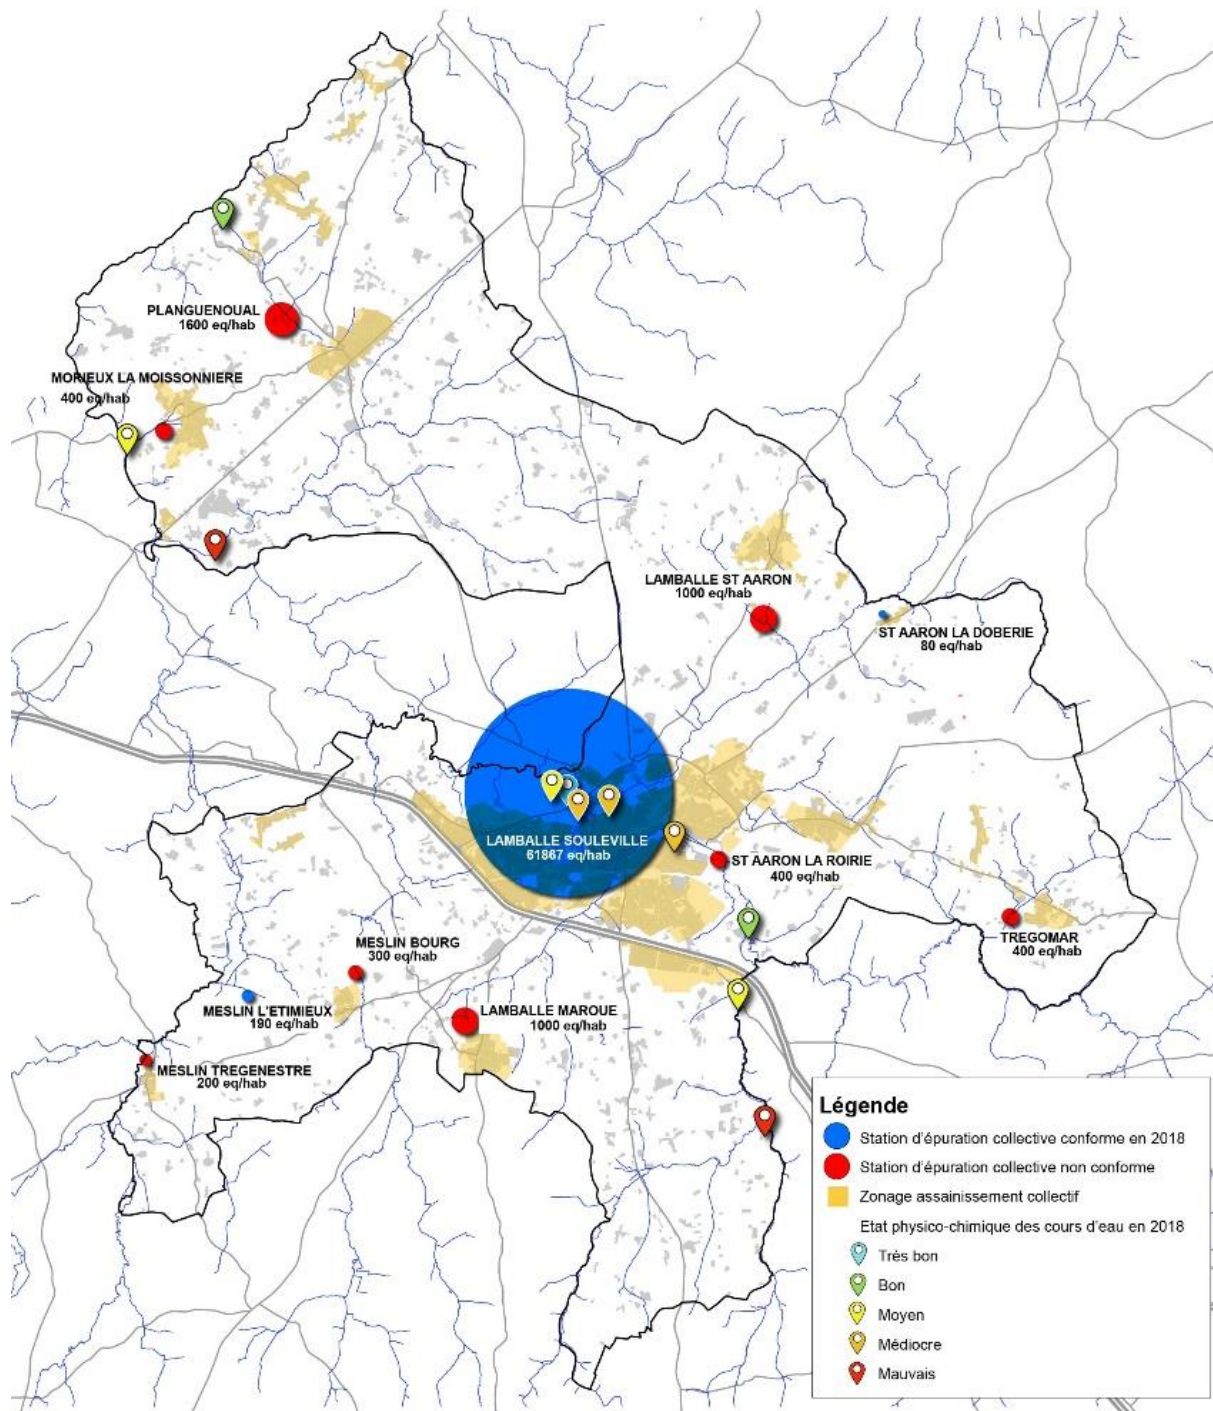 PLANGUENOUAL
1600 eq/hab
MORIEUX LA MOISSONNIERE
400 eq/hab
LAMBALLE ST AARON
1000 eq/hab
ST AARON LA DOBERIE
80 eq/hab
LAMBALLE SOULEVILLE
61867 eq/hab
ST AARON LA ROIRIE
400 eq/hab
TREGOMAR
400 eq/hab
MESLIN BOURG
300 eq/hab
MESLIN L'ETIMIEUX
190 eq/hab
LAMBALLE MAROUE
1000 eq/hab
MESLIN TREGENESTRE
200 eq/hab
Légende
Station d'épuration collective conforme en 2018
Station d'épuration collective non conforme
Zonage assainissement collectif
Etat physico-chimique des cours d'eau en 2018
Très bon
Bon
Moyen
Médiocre
Mauvais